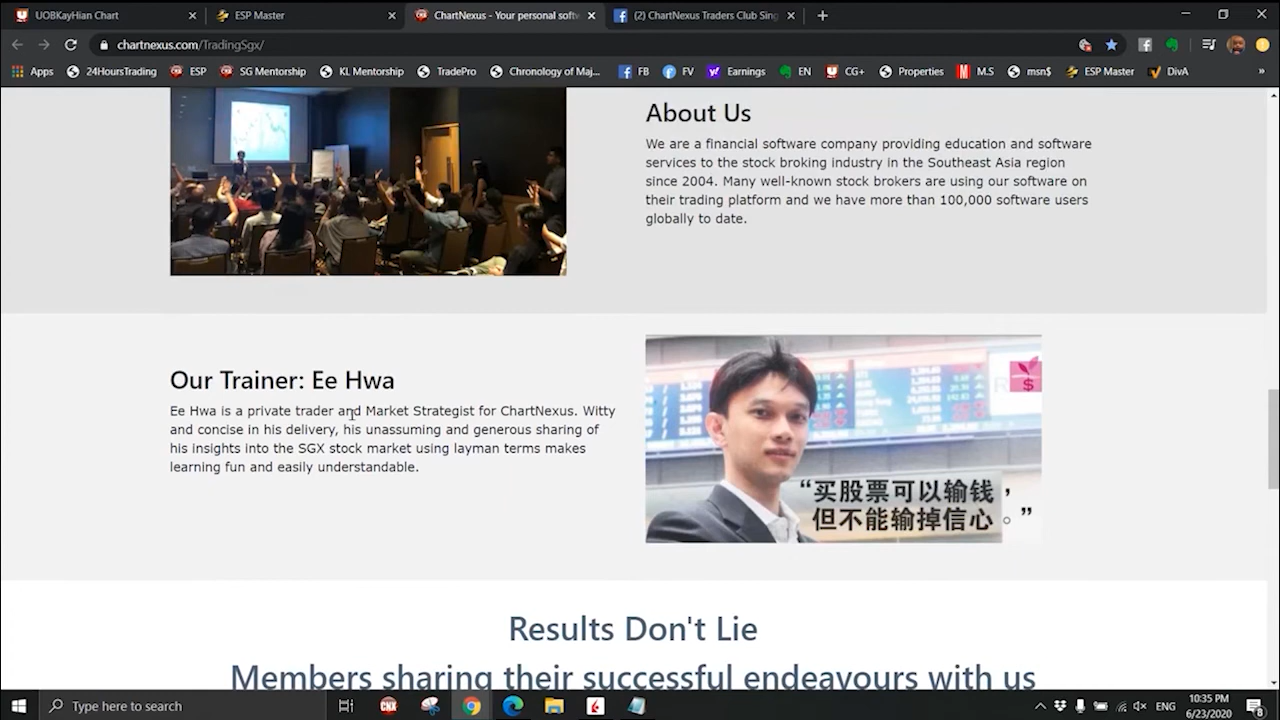 UOBKayHian Chart
ESP Master
ChartNexus - Your personal softw
(2) ChartNexus Traders Club Sing
chartnexus.com/TradingSgx/
Apps
24HoursTrading
ESP
SG Mentorship
KL Mentorship
TradePro
Chronology of Maj...
FB
FV
Earnings
EN
CG+
Properties
M.S
msn$
ESP Master
DivA
»
About Us
We are a financial software company providing education and software
services to the stock broking industry in the Southeast Asia region
since 2004. Many well-known stock brokers are using our software on
their trading platform and we have more than 100,000 software users
globally to date.
Our Trainer: Ee Hwa
Ee Hwa is a private trader and Market Strategist for ChartNexus. Witty
and concise in his delivery, his unassuming and generous sharing of
his insights into the SGX stock market using layman terms makes
learning fun and easily understandable.
“买股票可以输钱，
但不能输掉信心。”
Results Don't Lie
Members sharing their successful endeavours with us
Type here to search
CNX
ENG
10:35 PM
6/23/2020
8